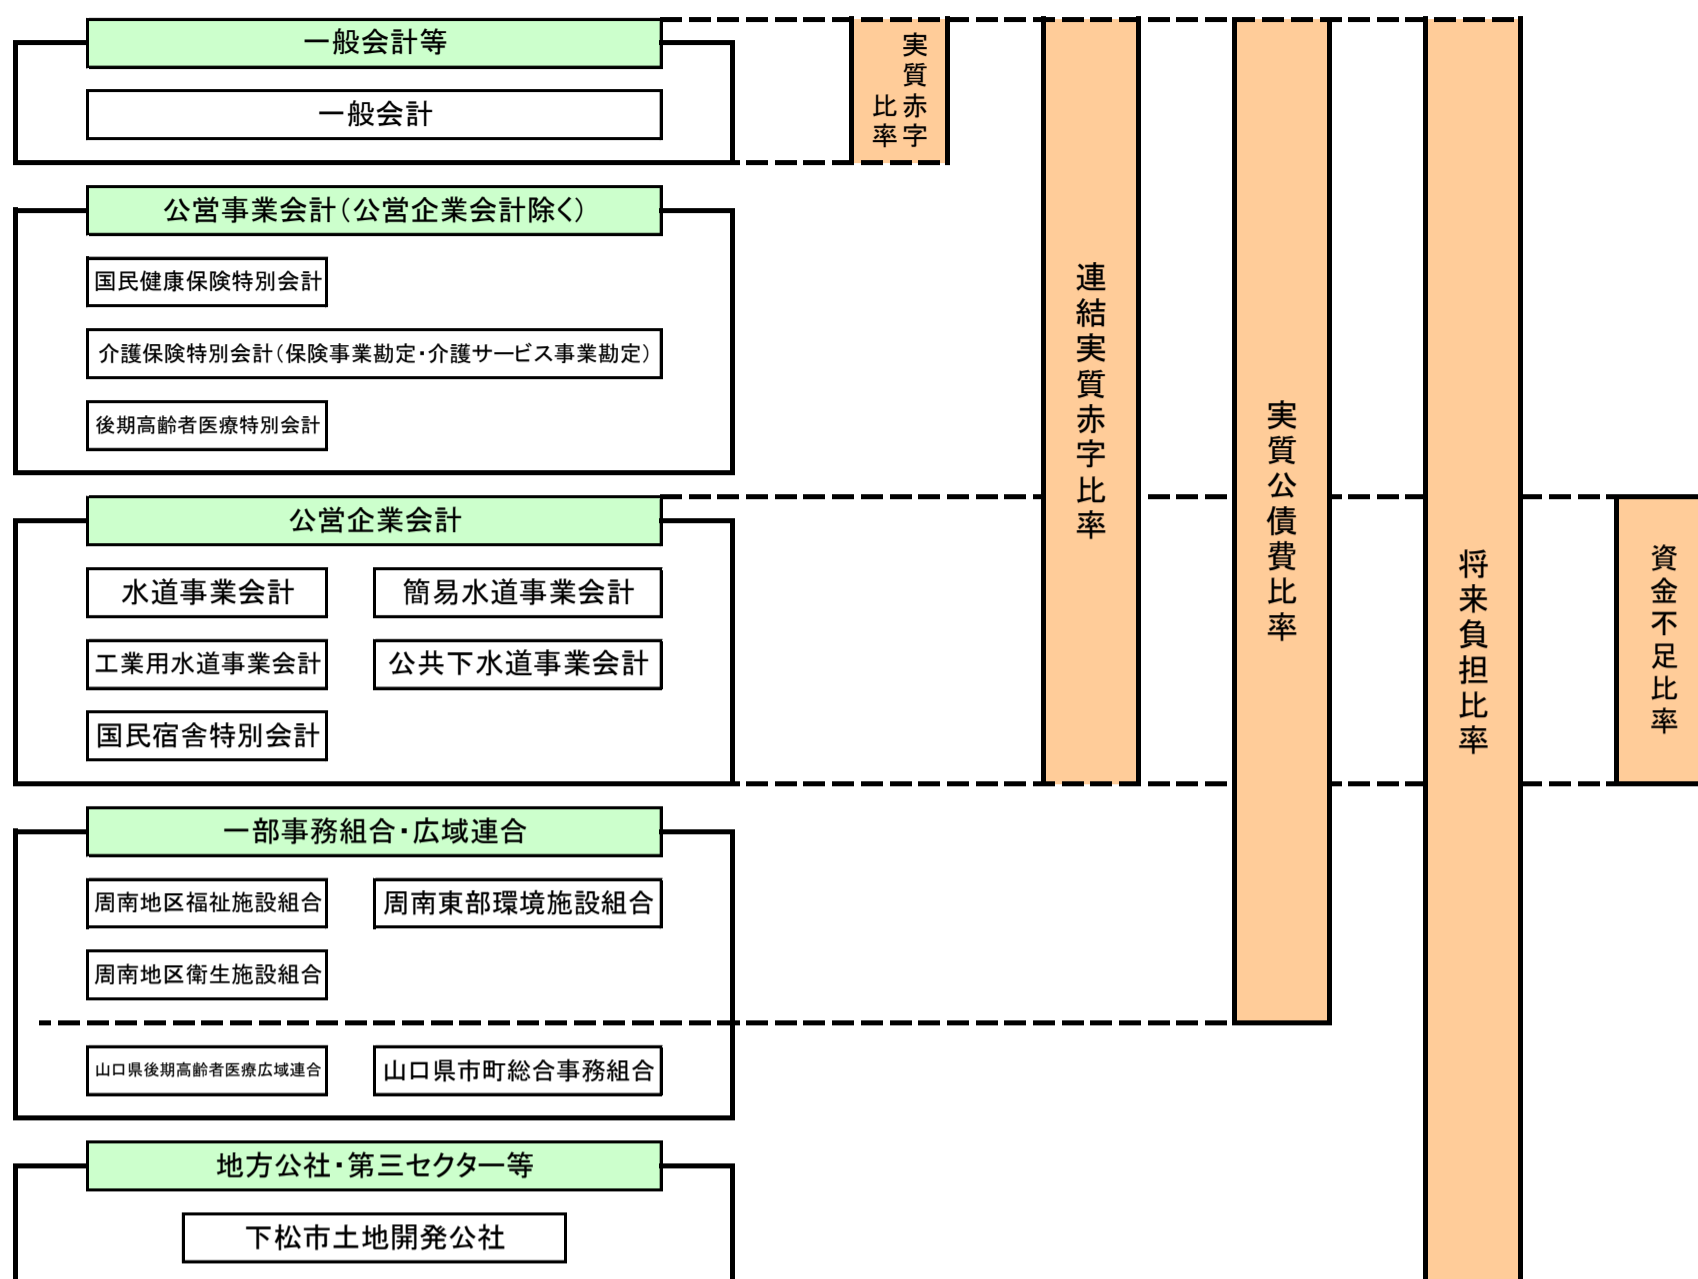 一般会計等
一般会計
実質赤字
比率
公営事業会計（公営企業会計除く）
国民健康保険特別会計
介護保険特別会計（保険事業勘定・介護サービス事業勘定）
後期高齢者医療特別会計
連結実質赤字比率
実質公債費比率
将来負担比率
資金不足比率
公営企業会計
水道事業会計
簡易水道事業会計
工業用水道事業会計
公共下水道事業会計
国民宿舎特別会計
一部事務組合・広域連合
周南地区福祉施設組合
周南東部環境施設組合
周南地区衛生施設組合
山口県後期高齢者医療広域連合
山口県市町総合事務組合
地方公社・第三セクター等
下松市土地開発公社